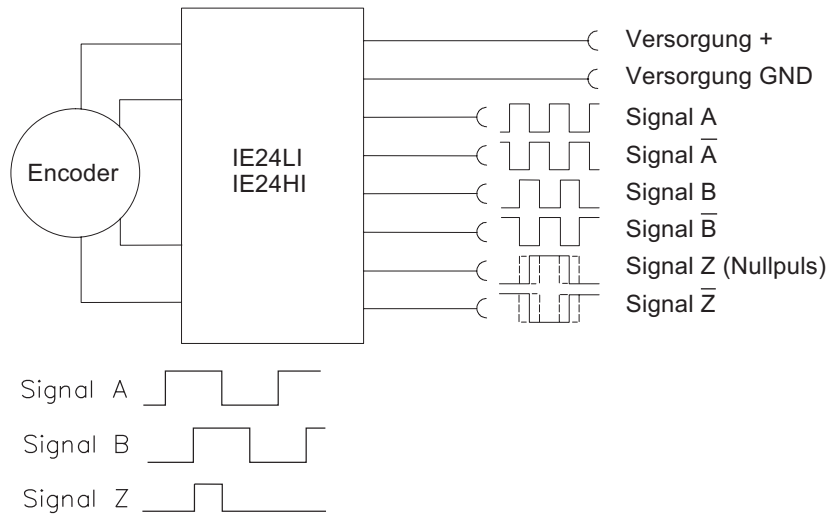 Versorgung +
Versorgung GND
Signal A
Signal A̅
Signal B
Signal B̅
Signal Z (Nullpuls)
Signal Z̅
Encoder
IE24LI
IE24HI
Signal A
Signal B
Signal Z